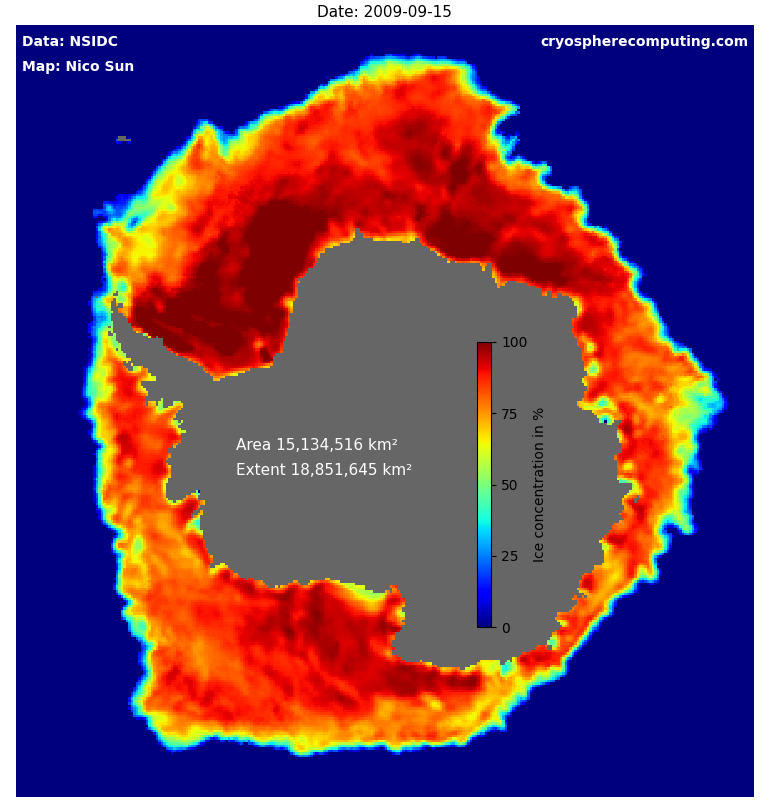 Date: 2009-09-15
Data: NSIDC
cryospherecomputing.com
Map: Nico Sun
100
75
50
25
0
Ice concentration in %
Area 15,134,516 km²
Extent 18,851,645 km²